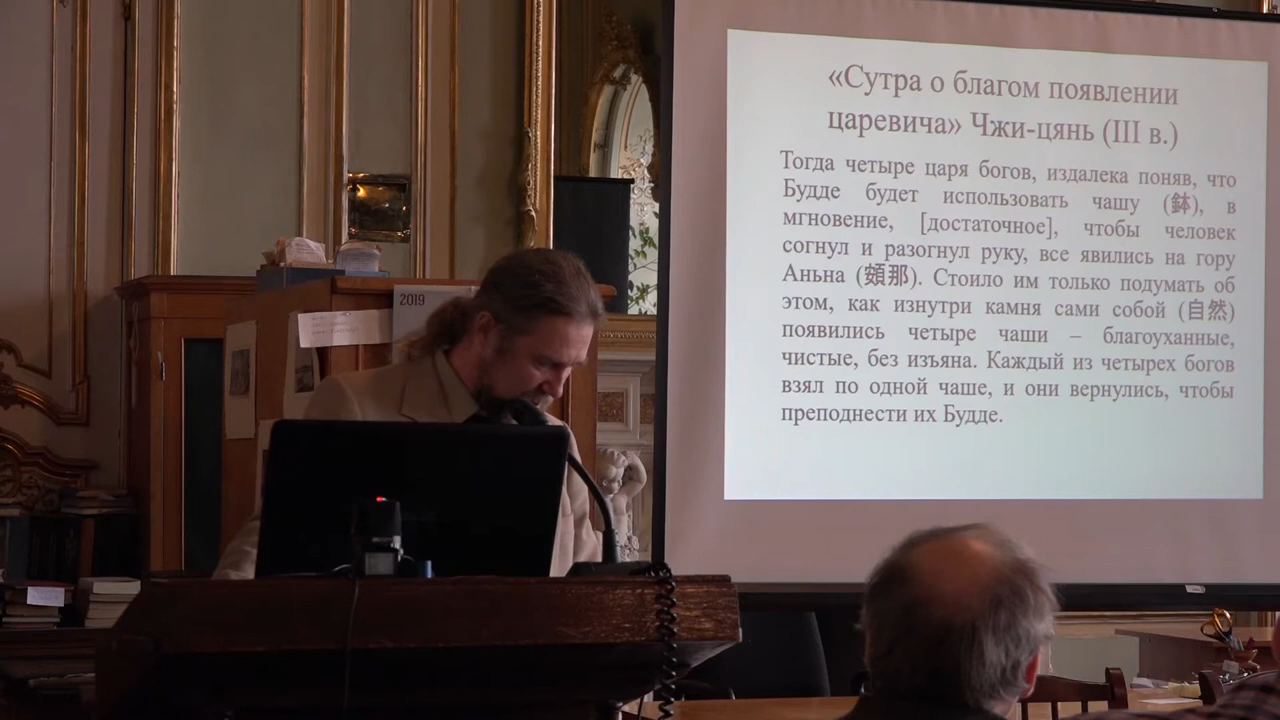 «Сутра о благом появлении
царевича» Чжи-цянь (III в.)
Тогда четыре царя богов, издалека поняв, что
Будде будет использовать чашу (鉢), в
мгновение, [достаточное], чтобы человек
согнул и разогнул руку, все явились на гору
Аньна (頞那). Стоило им только подумать об
этом, как изнутри камня сами собой (自然)
появились четыре чаши – благоуханные,
чистые, без изъяна. Каждый из четырех богов
взял по одной чаше, и они вернулись, чтобы
преподнести их Будде.
2019